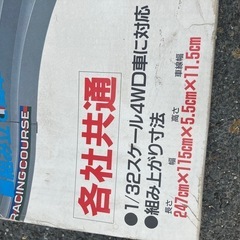 RACING COURSE
各社共通
●1/32スケール4WD車に対応
●組み上がり寸法
長さ 幅 高さ 車線幅
247cm×115cm×5.5cm×11.5cm